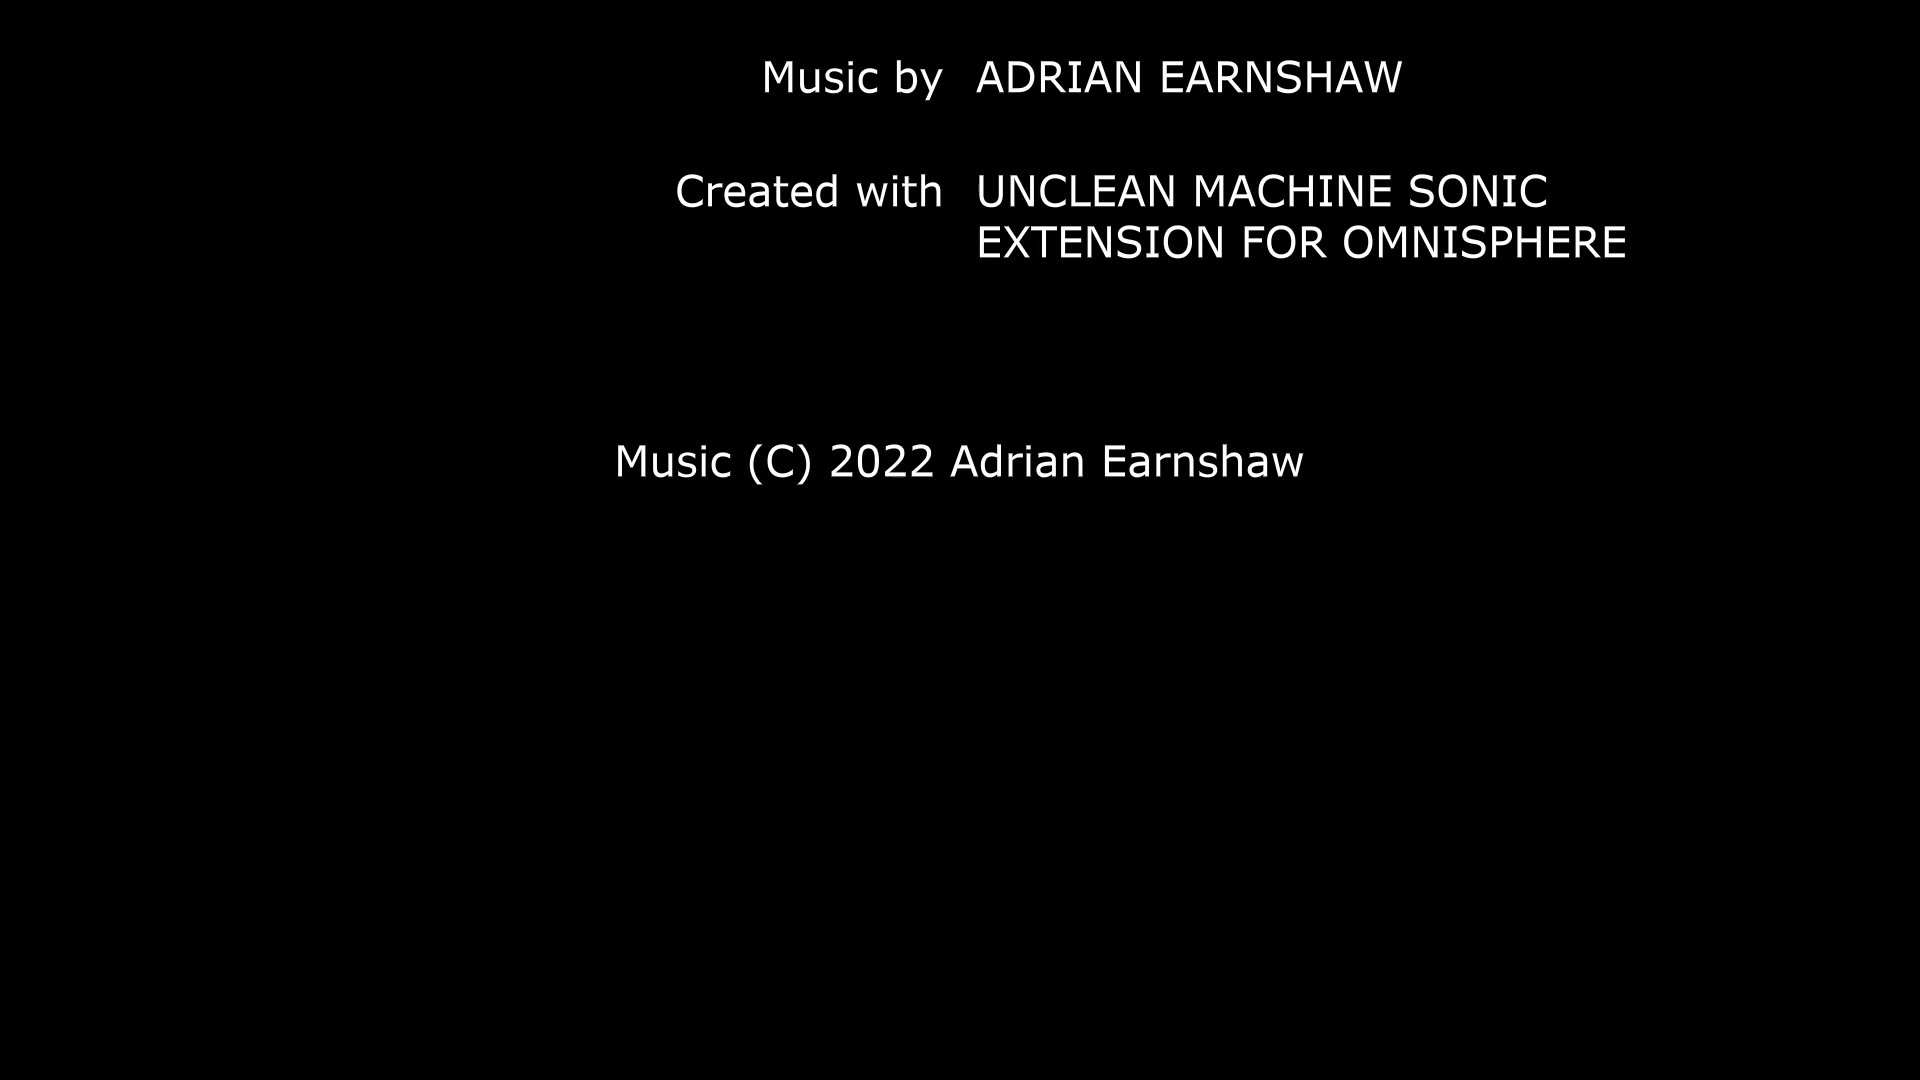 Music by ADRIAN EARNSHAW
Created with UNCLEAN MACHINE SONIC
EXTENSION FOR OMNISPHERE
Music (C) 2022 Adrian Earnshaw